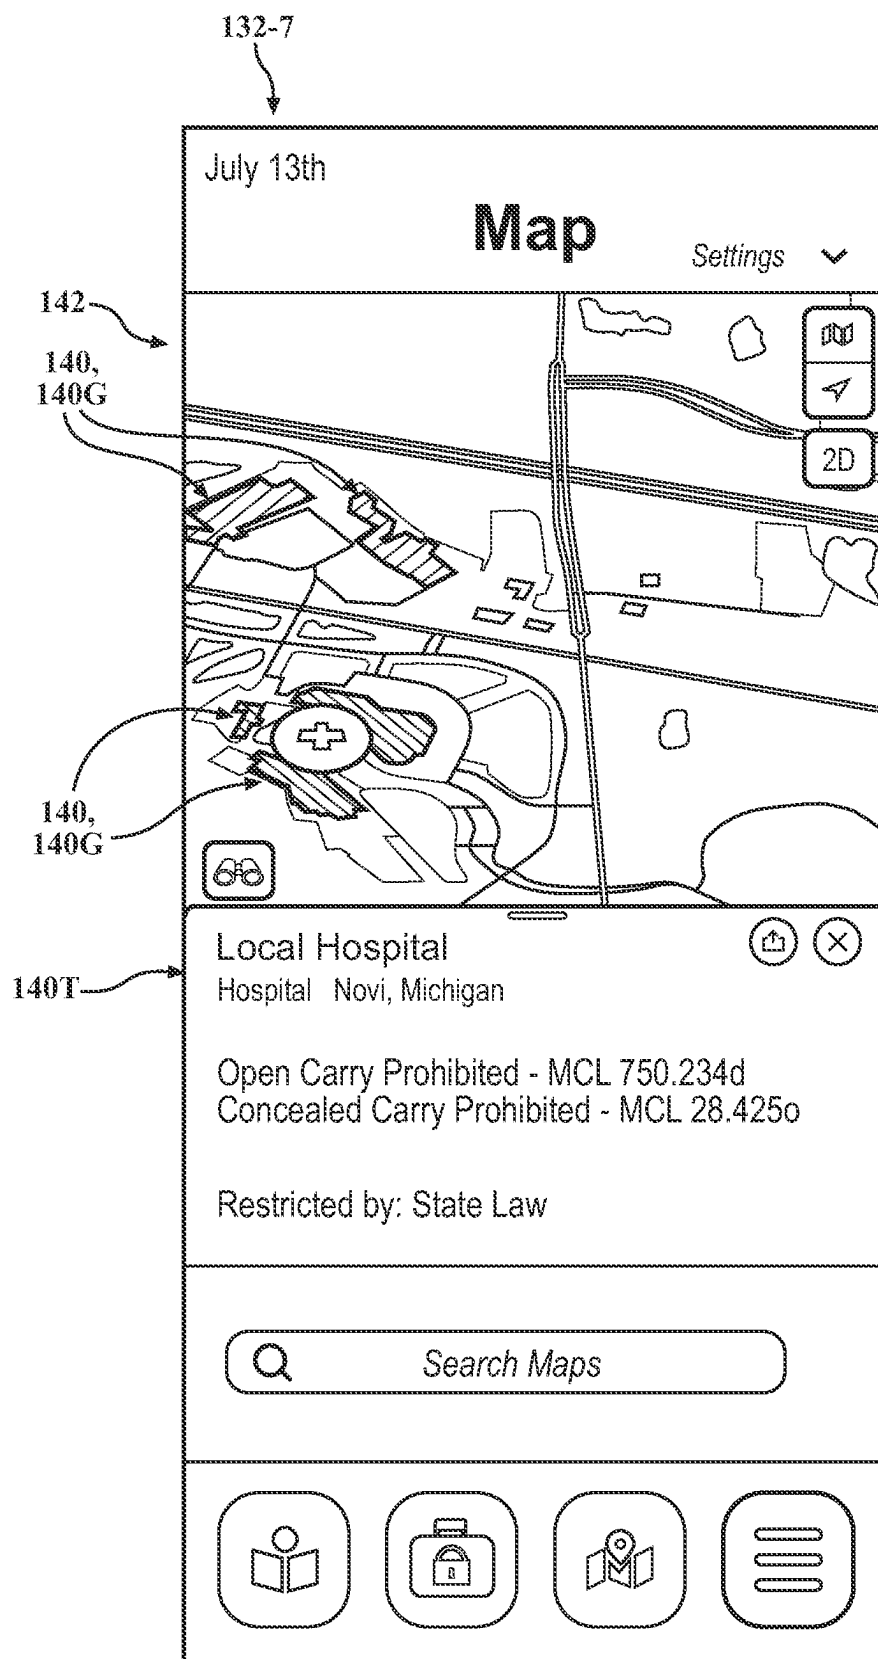 132-7
July 13th
Map
Settings
142
140,
140G
2D
140,
140G
Local Hospital
140T
Hospital Novi, Michigan
Open Carry Prohibited - MCL 750.234d
Concealed Carry Prohibited - MCL 28.425o
Restricted by: State Law
Search Maps